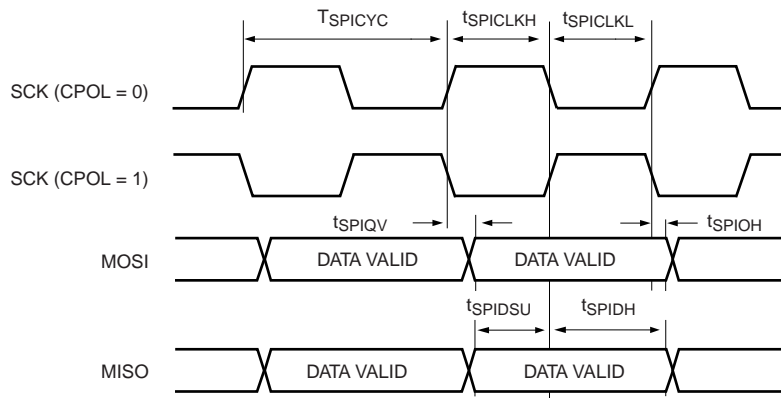 TSPICYC tSPICLKH tSPICLKL
SCK (CPOL = 0)
SCK (CPOL = 1)
tSPIQV tSPIOH
MOSI DATA VALID DATA VALID
tSPIDSU tSPIDH
MISO DATA VALID DATA VALID